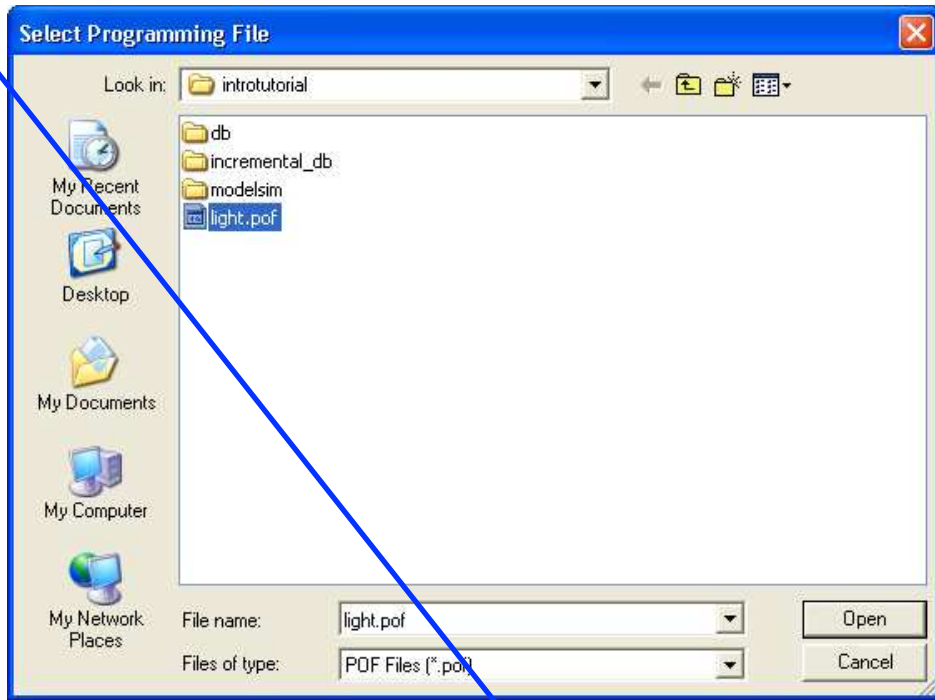 Select Programming File
Look in:
introtutorial
My Recent
Documents
Desktop
My Documents
My Computer
My Network
Places
db
incremental_db
modelsim
light.pof
File name:
light.pof
Open
Files of type:
POF Files (*.pof)
Cancel